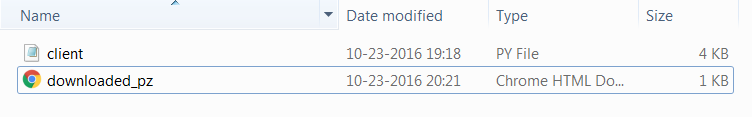 Name Date modified Type Size
client 10-23-2016 19:18 PY File 4 KB
downloaded_pz 10-23-2016 20:21 Chrome HTML Do... 1 KB